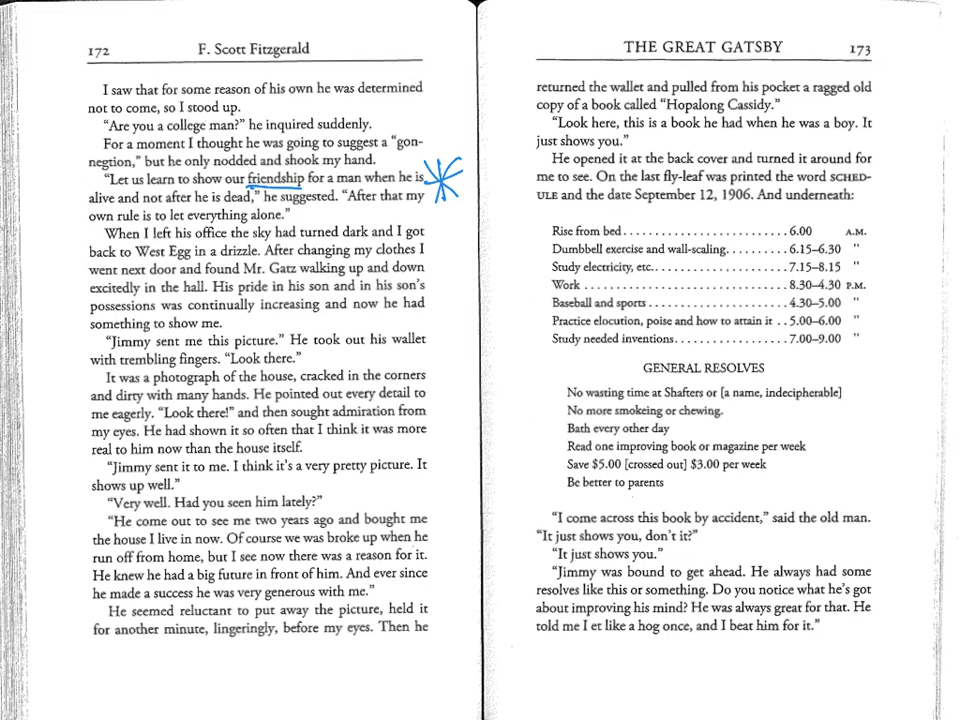 172 F. Scott Fitzgerald
I saw that for some reason of his own he was determined
not to come, so I stood up.
“Are you a college man?” he inquired suddenly.
For a moment I thought he was going to suggest a “gon-
negtion,” but he only nodded and shook my hand.
“Let us learn to show our friendship for a man when he is
alive and not after he is dead,” he suggested. “After that my
own rule is to let everything alone.”
When I left his office the sky had turned dark and I got
back to West Egg in a drizzle. After changing my clothes I
went next door and found Mr. Gatz walking up and down
excitedly in the hall. His pride in his son and in his son’s
possessions was continually increasing and now he had
something to show me.
“Jimmy sent me this picture.” He took out his wallet
with trembling fingers. “Look there.”
It was a photograph of the house, cracked in the corners
and dirty with many hands. He pointed out every detail to
me eagerly. “Look there!” and then sought admiration from
my eyes. He had shown it so often that I think it was more
real to him now than the house itself.
“Jimmy sent it to me. I think it’s a very pretty picture. It
shows up well.”
“Very well. Had you seen him lately?”
“He come out to see me two years ago and bought me
the house I live in now. Of course we was broke up when he
run off from home, but I see now there was a reason for it.
He knew he had a big future in front of him. And ever since
he made a success he was very generous with me.”
He seemed reluctant to put away the picture, held it
for another minute, lingeringly, before my eyes. Then he
THE GREAT GATSBY 173
returned the wallet and pulled from his pocket a ragged old
copy of a book called “Hopalong Cassidy.”
“Look here, this is a book he had when he was a boy. It
just shows you.”
He opened it at the back cover and turned it around for
me to see. On the last fly-leaf was printed the word SCHED-
ULE and the date September 12, 1906. And underneath:
Rise from bed . . . . . . . . . . . . . . . . . . . . . . . . 6.00 A.M.
Dumbbell exercise and wall-scaling. . . . . . . . . 6.15–6.30 ”
Study electricity, etc. . . . . . . . . . . . . . . . . . . . 7.15–8.15 ”
Work . . . . . . . . . . . . . . . . . . . . . . . . . . . . . . 8.30–4.30 P.M.
Baseball and sports . . . . . . . . . . . . . . . . . . . . 4.30–5.00 ”
Practice elocution, poise and how to attain it . . 5.00–6.00 ”
Study needed inventions. . . . . . . . . . . . . . . . . 7.00–9.00 ”
GENERAL RESOLVES
No wasting time at Shafters or [a name, indecipherable]
No more smokeing or chewing.
Bath every other day
Read one improving book or magazine per week
Save $5.00 [crossed out] $3.00 per week
Be better to parents
“I come across this book by accident,” said the old man.
“It just shows you, don’t it?”
“It just shows you.”
“Jimmy was bound to get ahead. He always had some
resolves like this or something. Do you notice what he’s got
about improving his mind? He was always great for that. He
told me I et like a hog once, and I beat him for it.”